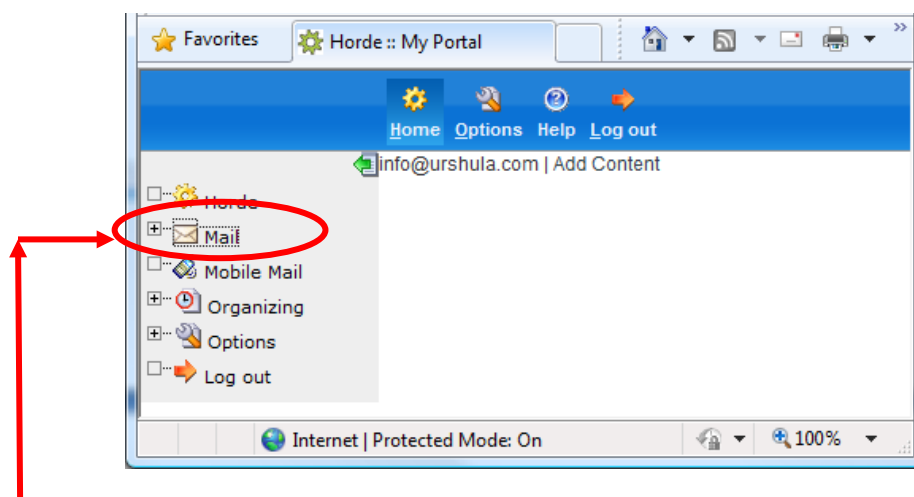 Favorites Horde :: My Portal »
Home Options Help Log out
info@urshula.com | Add Content
Horde
Mail
Mobile Mail
Organizing
Options
Log out
Internet | Protected Mode: On 100%